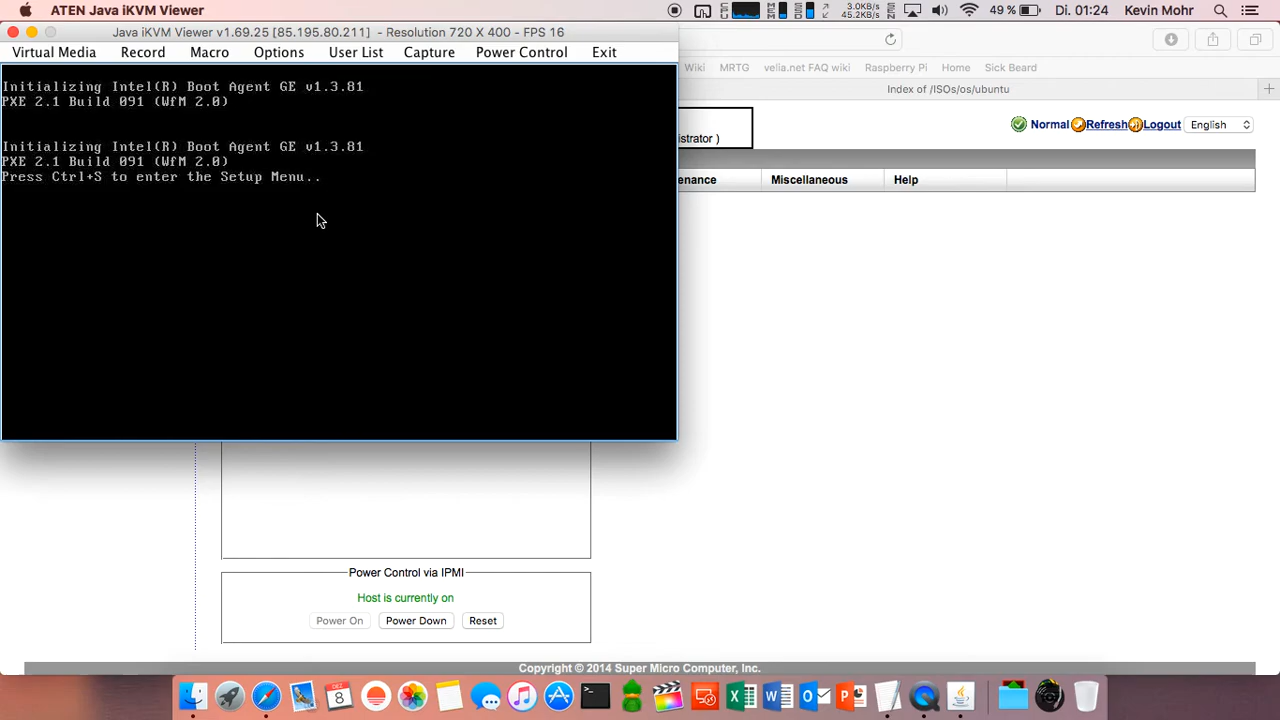 ATEN Java iKVM Viewer
3.0KB/s
45.2KB/s
49 %
Di. 01:24
Kevin Mohr
Java iKVM Viewer v1.69.25 [85.195.80.211] - Resolution 720 X 400 - FPS 16
Virtual Media Record Macro Options User List Capture Power Control Exit
Wiki MRTG velia.net FAQ wiki Raspberry Pi Home Sick Beard
Index of /ISOs/os/ubuntu
Initializing Intel(R) Boot Agent GE v1.3.81
PXE 2.1 Build 091 (WfM 2.0)
Initializing Intel(R) Boot Agent GE v1.3.81
PXE 2.1 Build 091 (WfM 2.0)
Press Ctrl+S to enter the Setup Menu..
istrator )
Normal Refresh Logout English
enance Miscellaneous Help
Power Control via IPMI
Host is currently on
Power On Power Down Reset
Copyright © 2014 Super Micro Computer, Inc.
DEZ
8